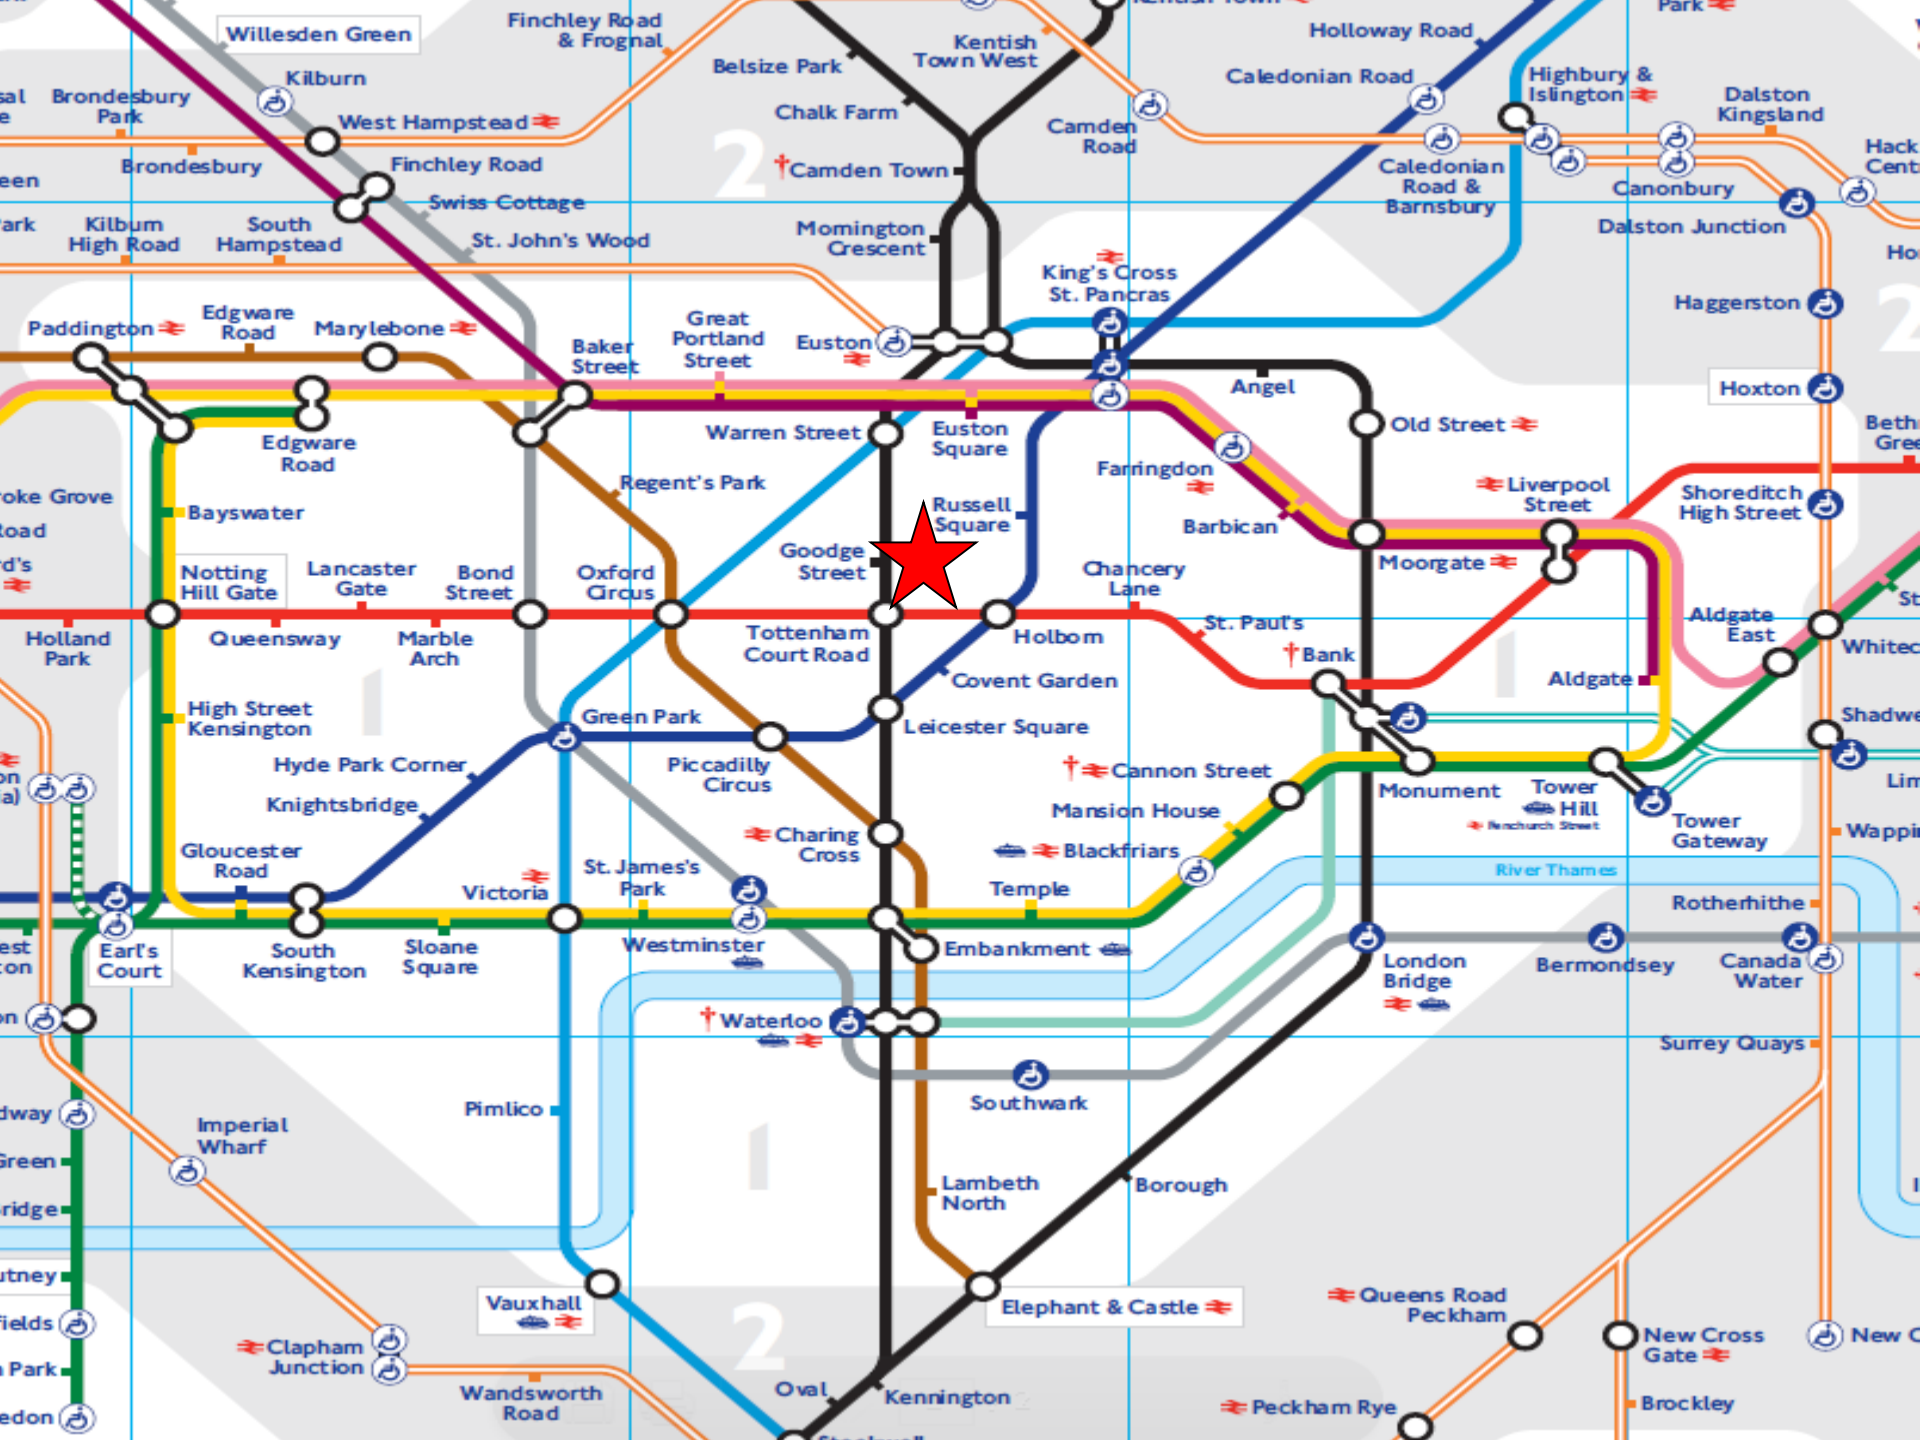 Willesden Green
Finchley Road
& Frognal
Kentish
Town West
Belsize Park
Chalk Farm
Holloway Road
Park
Caledonian Road
Highbury &
Islington
Dalston
Kingsland
Kilburn
Brondesbury
Park
West Hampstead
Brondesbury
Finchley Road
Swiss Cottage
St. John's Wood
Kilburn
High Road
South
Hampstead
2
†Camden Town
Camden
Road
Caledonian
Road &
Barnsbury
Canonbury
Dalston Junction
Mornington
Crescent
King's Cross
St. Pancras
Haggerston
2
Paddington
Edgware
Road
Marylebone
Baker
Street
Great
Portland
Street
Euston
Angel
Hoxton
Old Street
Edgware
Road
Warren Street
Euston
Square
Farringdon
Regent's Park
Barbican
Liverpool
Street
Shoreditch
High Street
Bayswater
Russell
Square
Goodge
Street
Moorgate
Notting
Hill Gate
Lancaster
Gate
Bond
Street
Oxford
Circus
Chancery
Lane
Aldgate
East
Holland
Park
Queensway
Marble
Arch
Tottenham
Court Road
Holborn
St. Paul's
†Bank
1
1
Aldgate
High Street
Kensington
Covent Garden
Leicester Square
Green Park
Hyde Park Corner
Knightsbridge
Piccadilly
Circus
†Cannon Street
Mansion House
Monument
Tower
Hill
Fenchurch Street
Tower
Gateway
Charing
Cross
Blackfriars
Gloucester
Road
Victoria
St. James's
Park
Temple
River Thames
Rotherhithe
Earl's
Court
South
Kensington
Sloane
Square
Westminster
Embankment
London
Bridge
Bermondsey
Canada
Water
†Waterloo
Surrey Quays
Southwark
Pimlico
Imperial
Wharf
1
Lambeth
North
Borough
Vauxhall
2
Elephant & Castle
Queens Road
Peckham
New Cross
Gate
Clapham
Junction
Wandsworth
Road
Oval
Kennington
Peckham Rye
Brockley